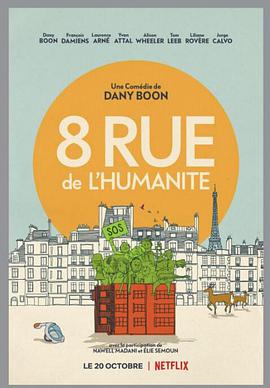 Dany François Laurence Yvan Alison Tom Liliane Jorge
BOON DAMIENS ARNÉ ATTAL WHEELER LEEB ROVÈRE CALVO
Une Comédie de
DANY BOON
8 RUE
de L'HUMANITE
SOS
avec la participation de
NAWELL MADANI et ÉLIE SEMOUN
LE 20 OCTOBRE | NETFLIX